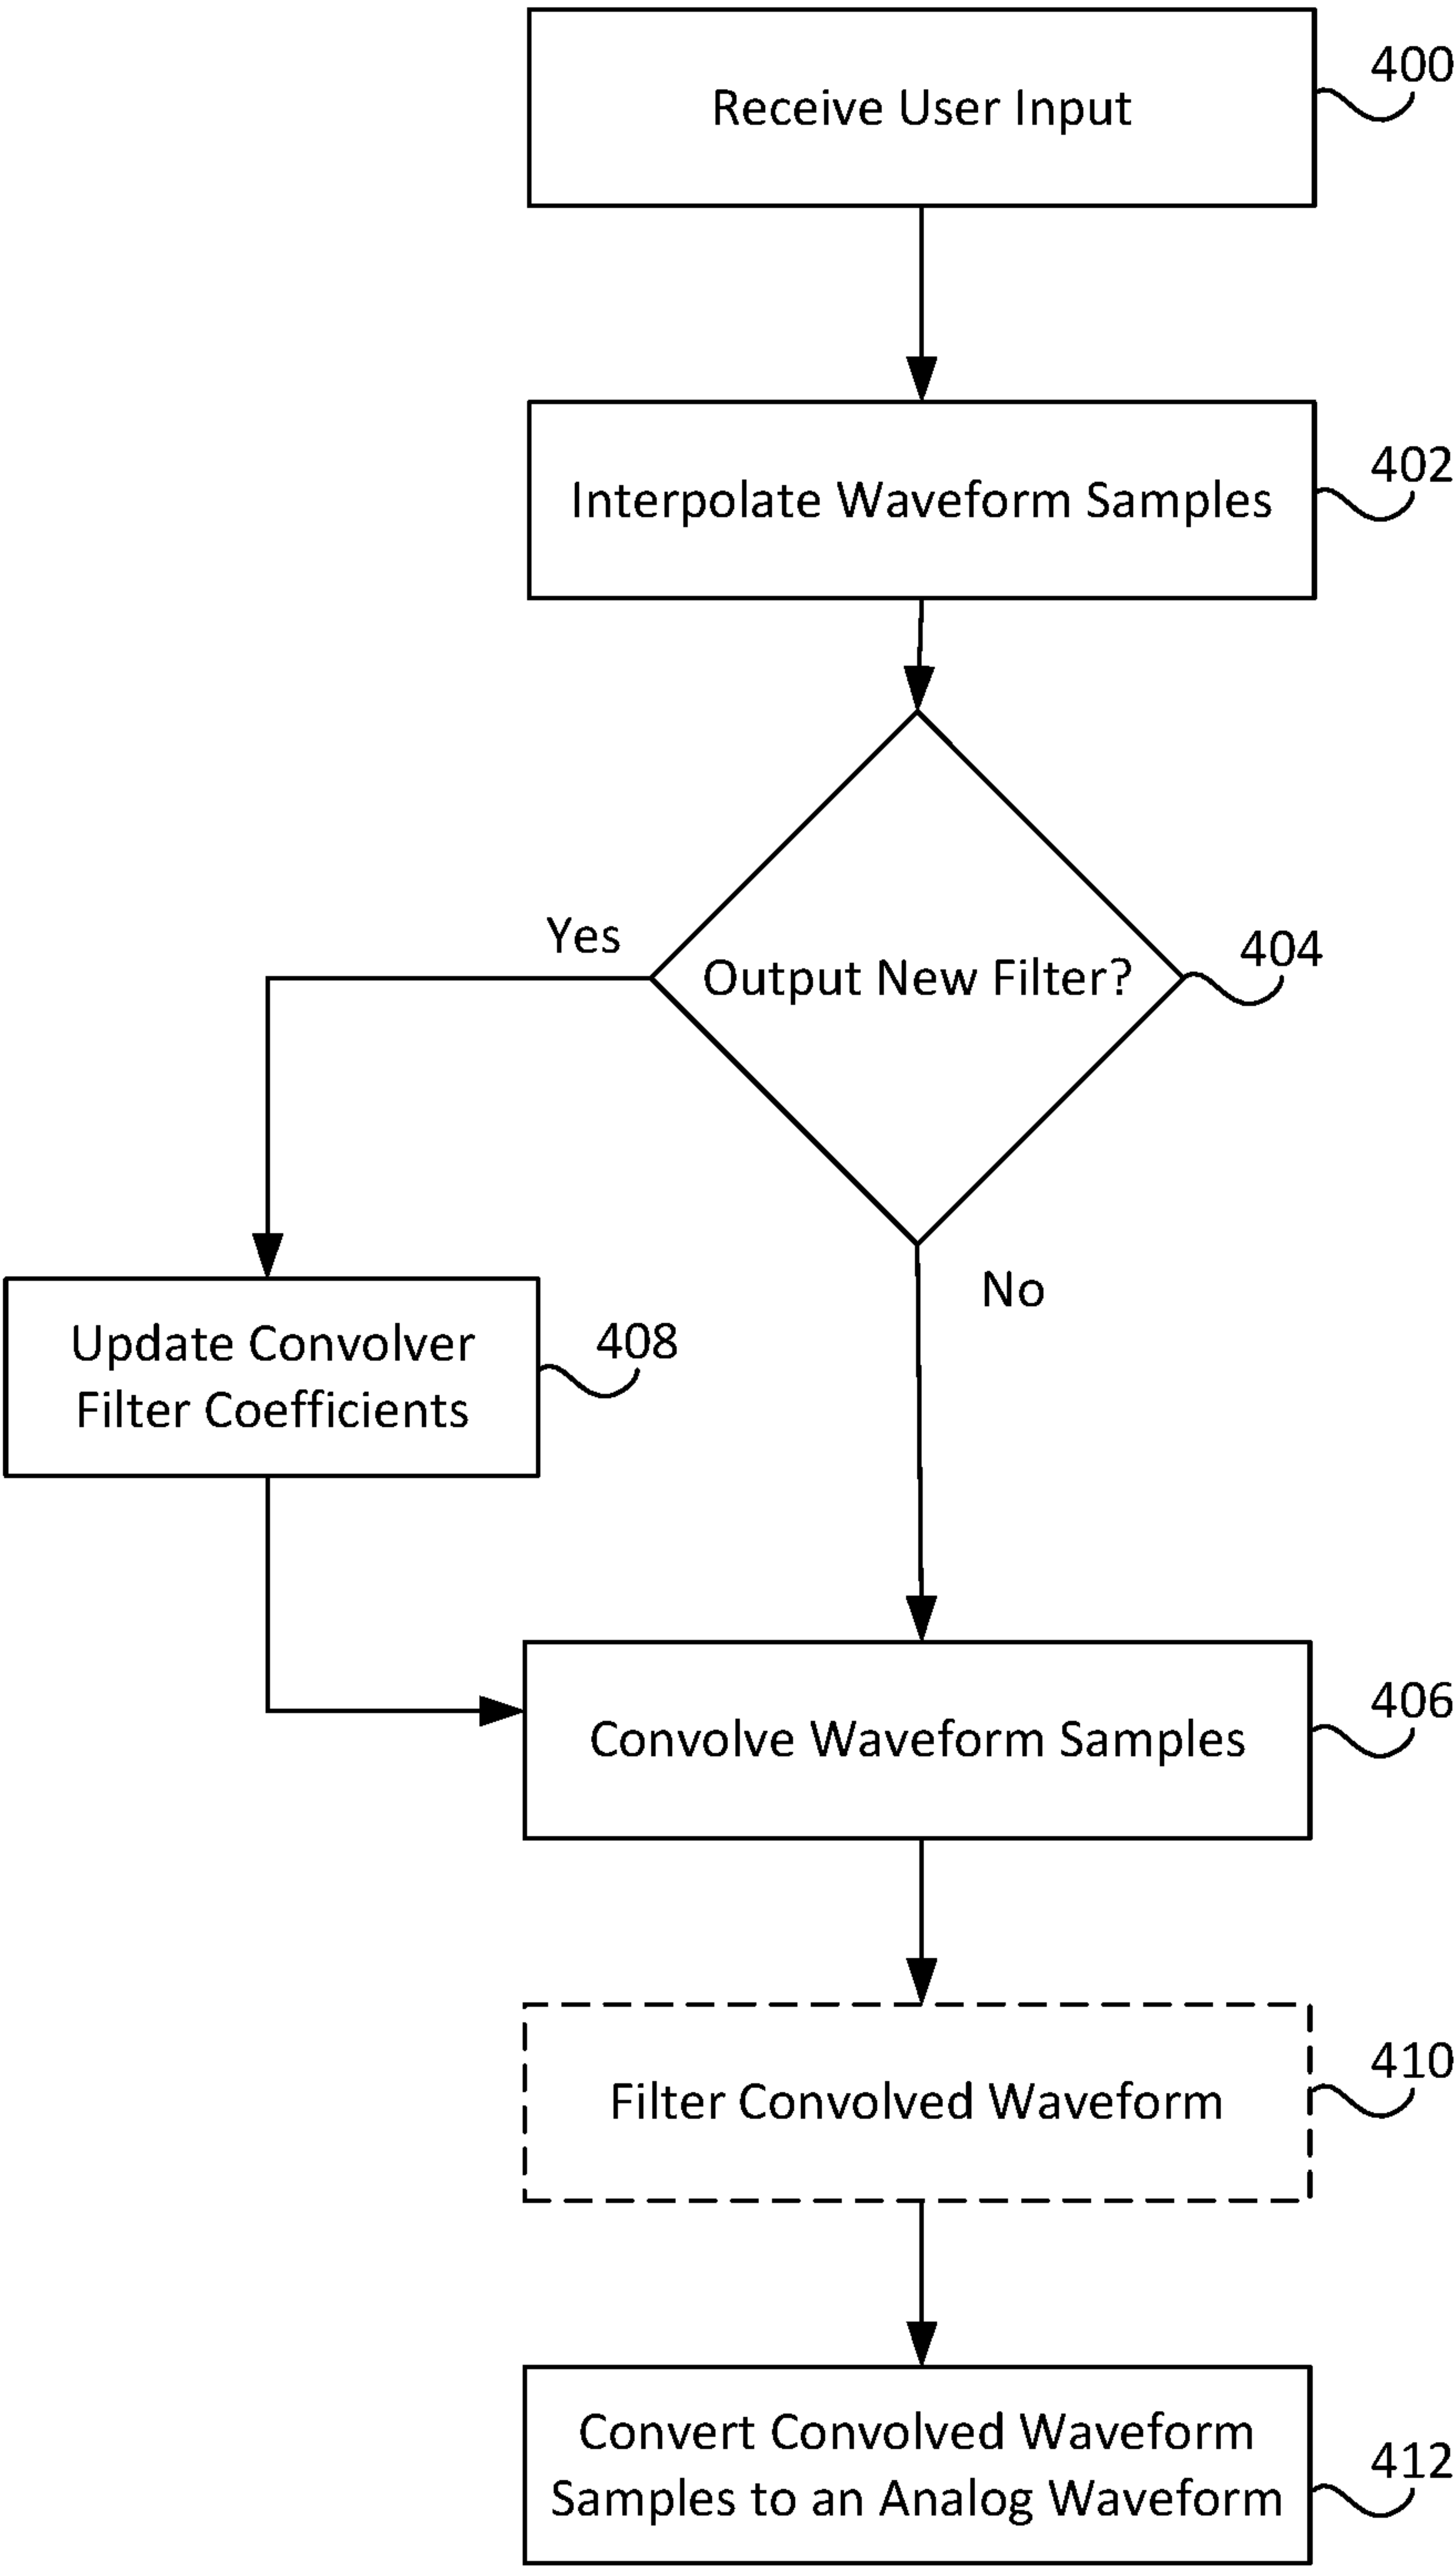 Receive User Input
400
Interpolate Waveform Samples
402
Output New Filter?
404
Yes
No
Update Convolver
Filter Coefficients
408
Convolve Waveform Samples
406
Filter Convolved Waveform
410
Convert Convolved Waveform
Samples to an Analog Waveform
412